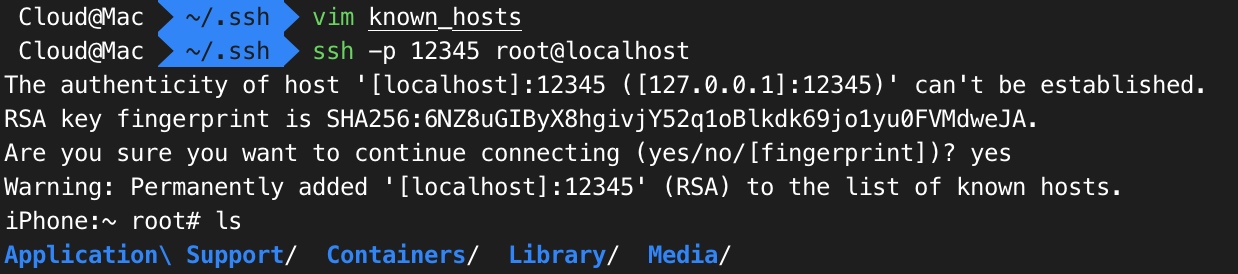 Cloud@Mac ~/.ssh vim known_hosts
Cloud@Mac ~/.ssh ssh -p 12345 root@localhost
The authenticity of host '[localhost]:12345 ([127.0.0.1]:12345)' can't be established.
RSA key fingerprint is SHA256:6NZ8uGIByX8hgivjY52q1oBlkdk69jo1yu0FVMdweJA.
Are you sure you want to continue connecting (yes/no/[fingerprint])? yes
Warning: Permanently added '[localhost]:12345' (RSA) to the list of known hosts.
iPhone:~ root# ls
Application\ Support/  Containers/  Library/  Media/